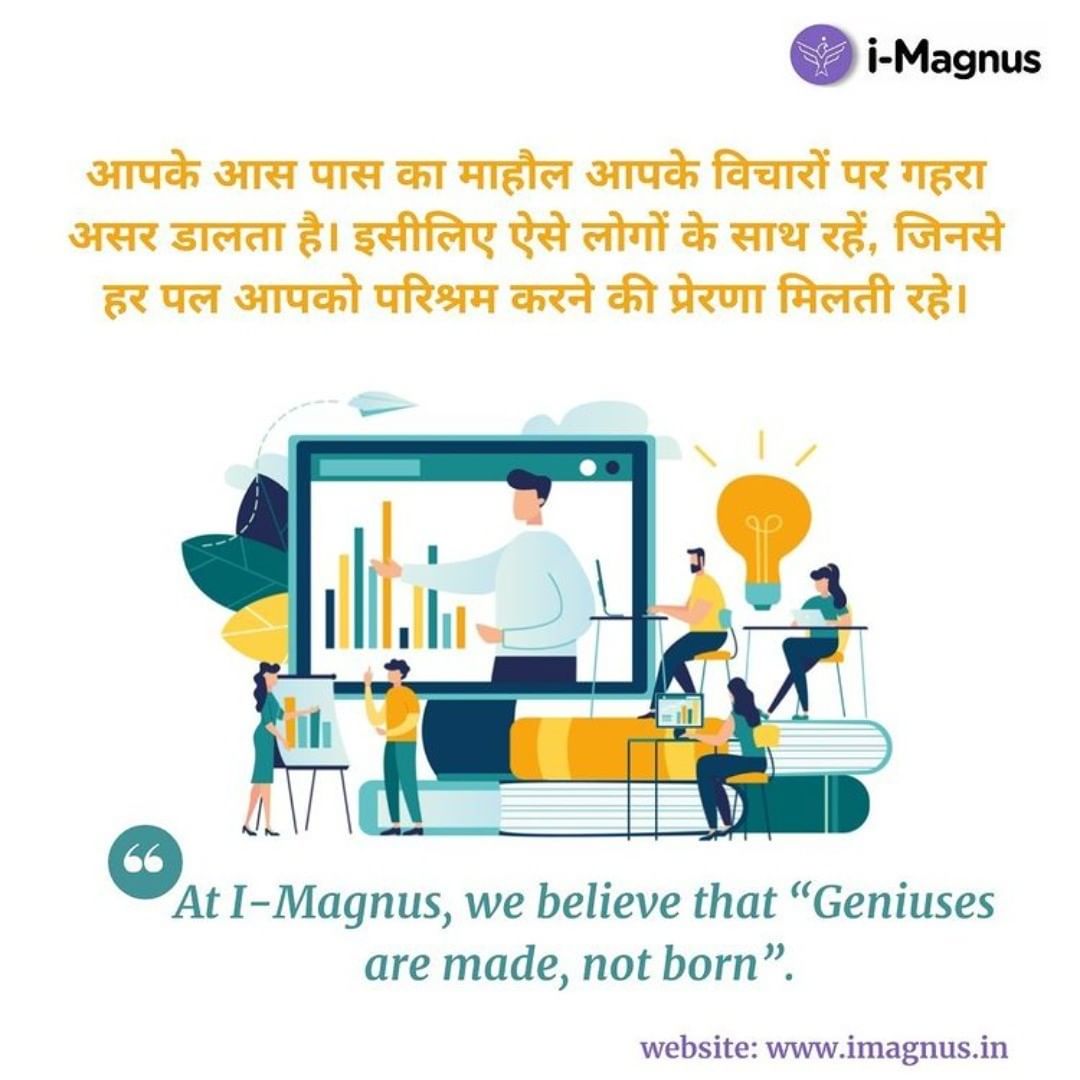 i-Magnus
आपके आस पास का माहौल आपके विचारों पर गहरा
असर डालता है। इसीलिए ऐसे लोगों के साथ रहें, जिनसे
हर पल आपको परिश्रम करने की प्रेरणा मिलती रहे।
“At I-Magnus, we believe that “Geniuses
are made, not born”.
website: www.imagnus.in